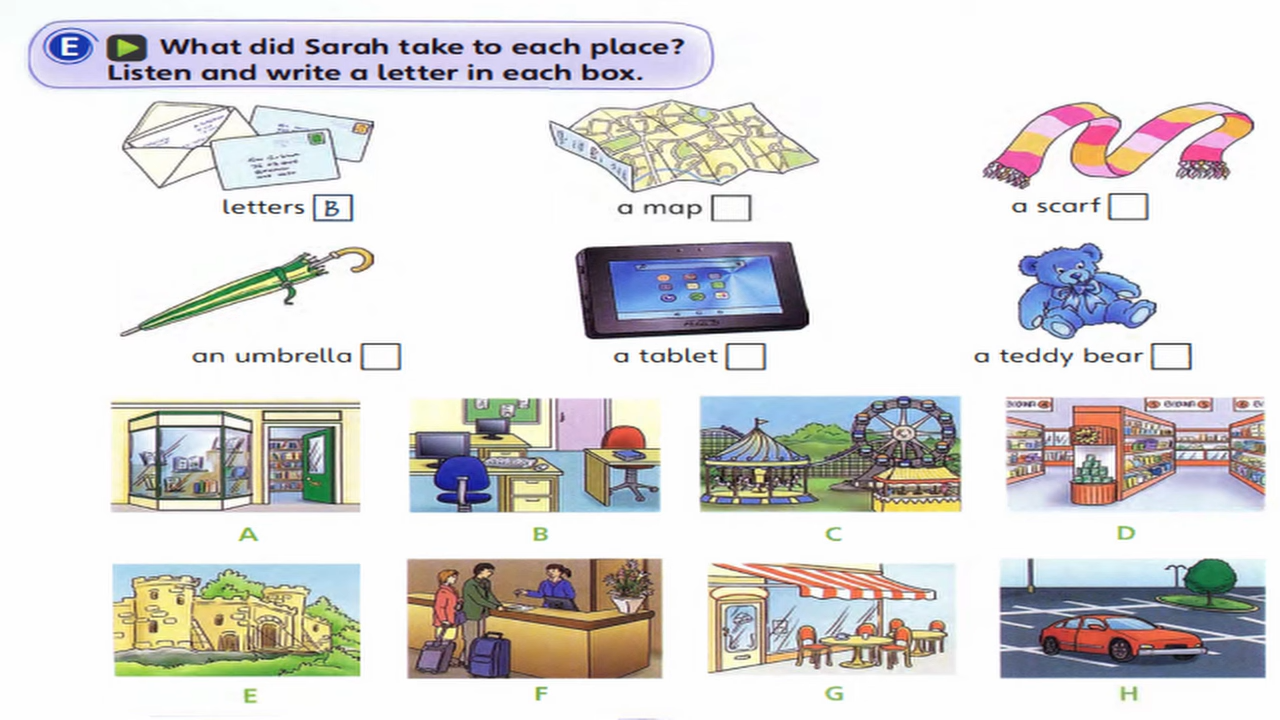 E What did Sarah take to each place?
Listen and write a letter in each box.
letters B
a map
a scarf
an umbrella
a tablet
a teddy bear
A
B
C
D
E
F
G
H